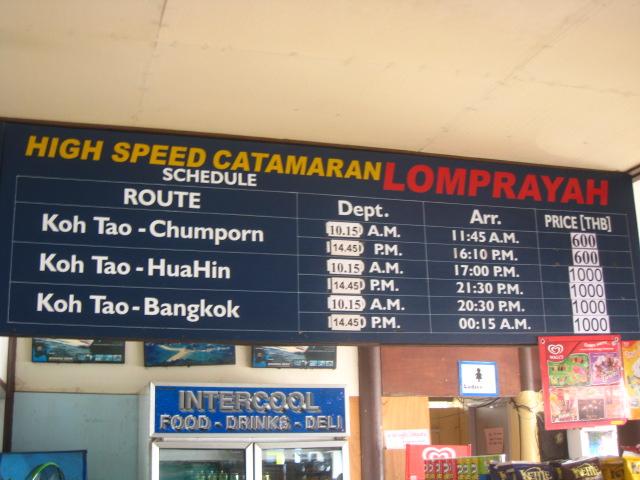 HIGH SPEED CATAMARAN LOMPRAYAH
SCHEDULE
ROUTE Dept. Arr. PRICE [THB]
Koh Tao - Chumporn 10.15 A.M. 11:45 A.M. 600
14.45 P.M. 16:10 P.M. 600
Koh Tao - HuaHin 10.15 A.M. 17:00 P.M. 1000
14.45 P.M. 21:30 P.M. 1000
Koh Tao - Bangkok 10.15 A.M. 20:30 P.M. 1000
14.45 P.M. 00:15 A.M. 1000
INTERCOOL
FOOD - DRINKS - DELI
Ladies